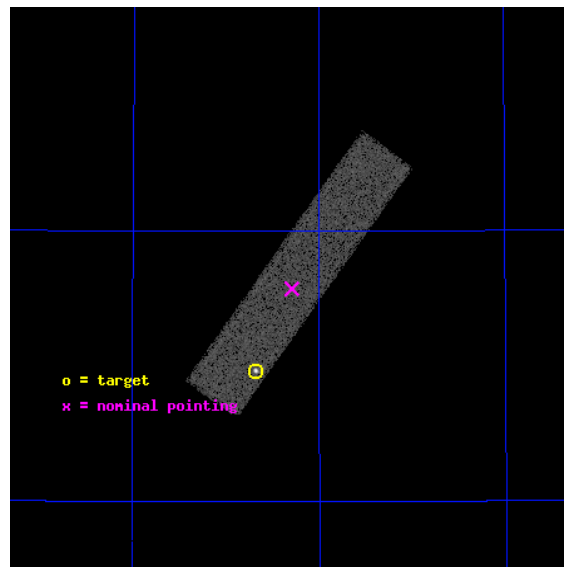 o = target
x = nominal pointing